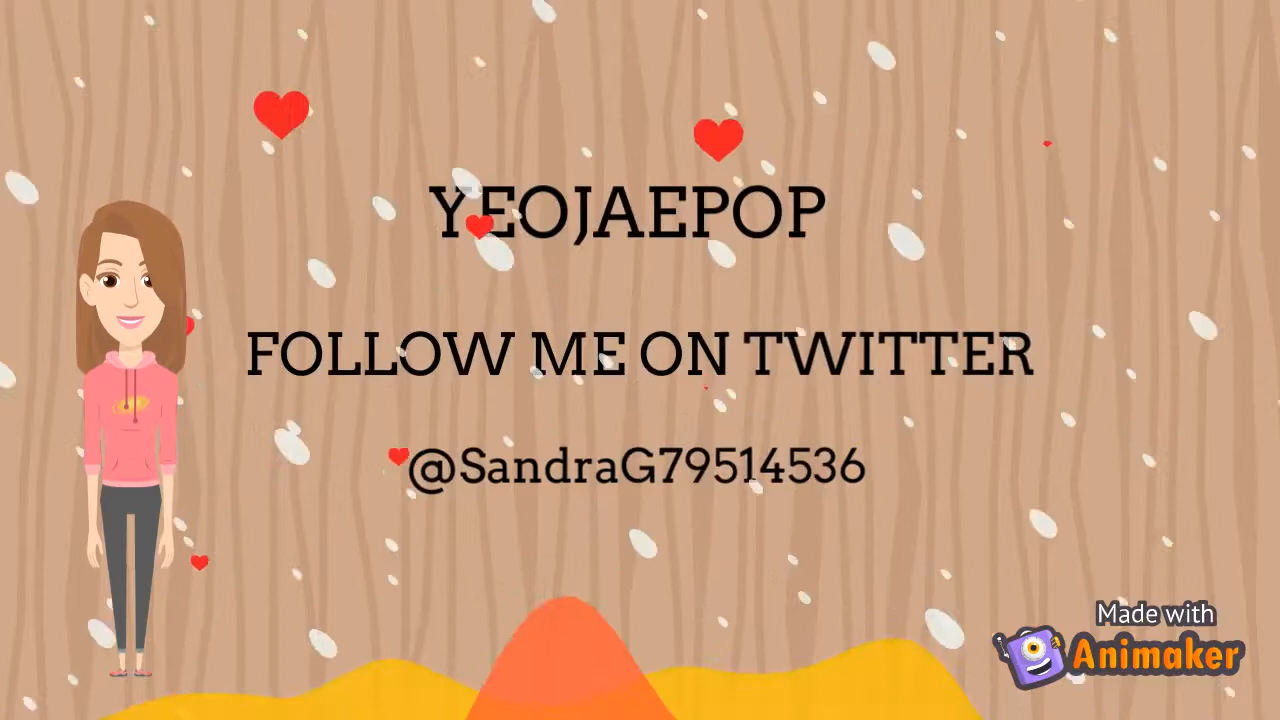 YEOJAEPOP
FOLLOW ME ON TWITTER
@SandraG79514536
Made with
Animaker